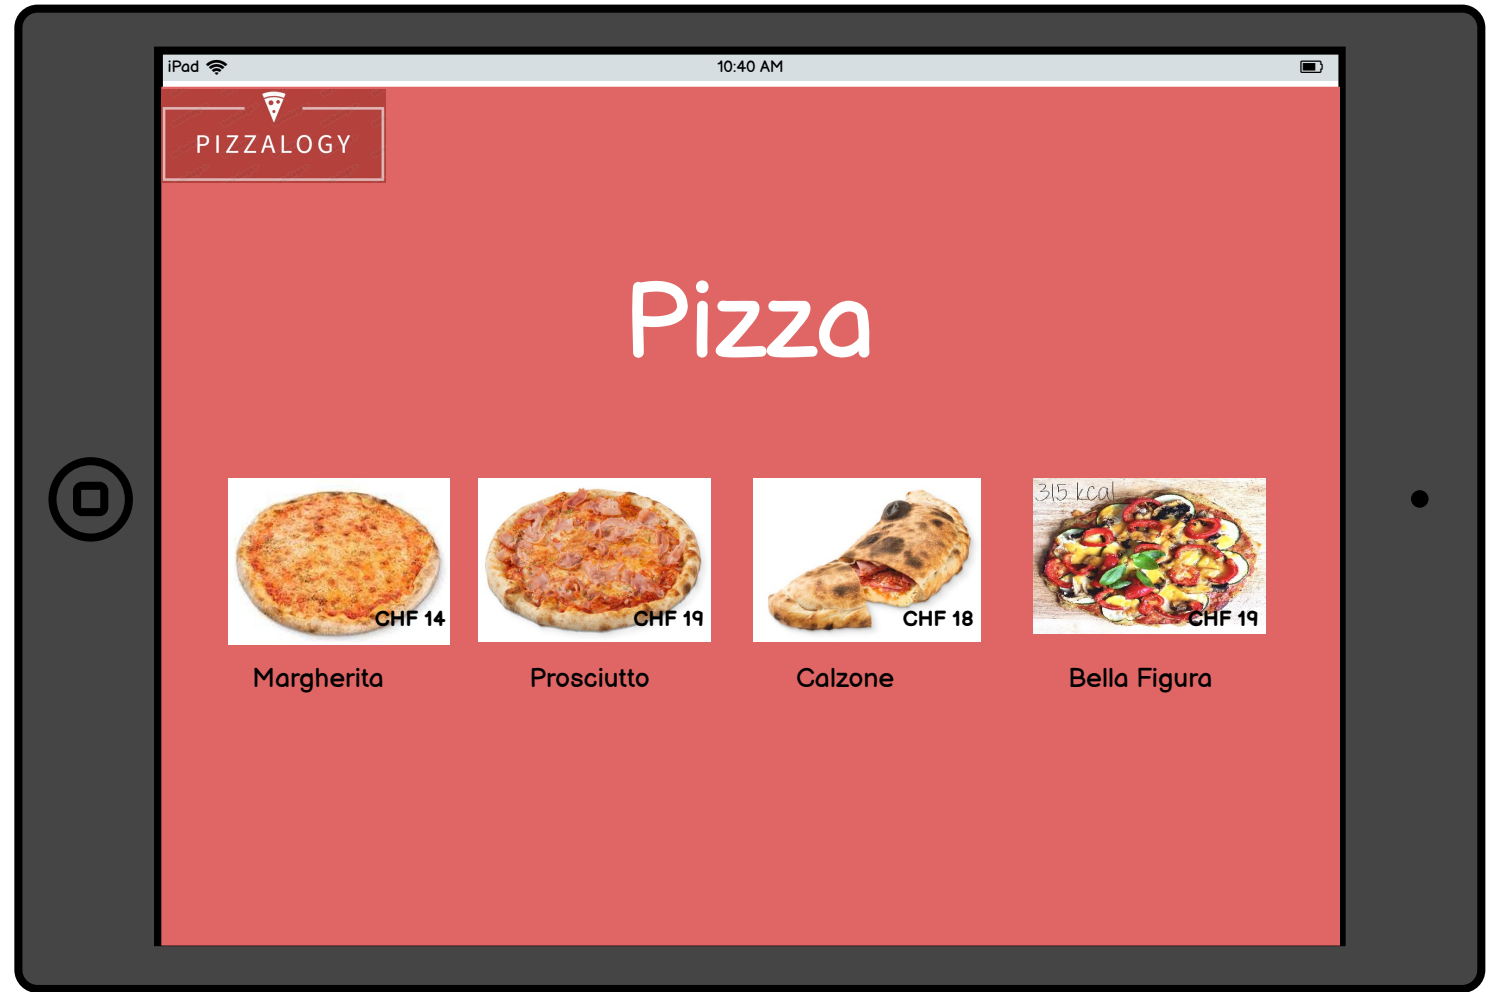 iPad
10:40 AM
PIZZALOGY
Pizza
315 kcal
CHF 14
CHF 19
CHF 18
CHF 19
Margherita
Prosciutto
Calzone
Bella Figura